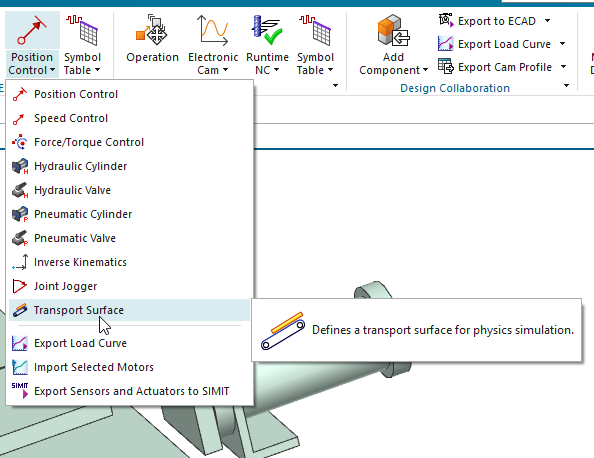 Position
Control
Symbol
Table
Operation
Electronic
Cam
Runtime
NC
Symbol
Table
Add
Component
Export to ECAD
Export Load Curve
Export Cam Profile
Design Collaboration
Position Control
Speed Control
Force/Torque Control
H Hydraulic Cylinder
H Hydraulic Valve
P Pneumatic Cylinder
P Pneumatic Valve
Inverse Kinematics
Joint Jogger
Transport Surface
Defines a transport surface for physics simulation.
Export Load Curve
Import Selected Motors
SIMIT Export Sensors and Actuators to SIMIT